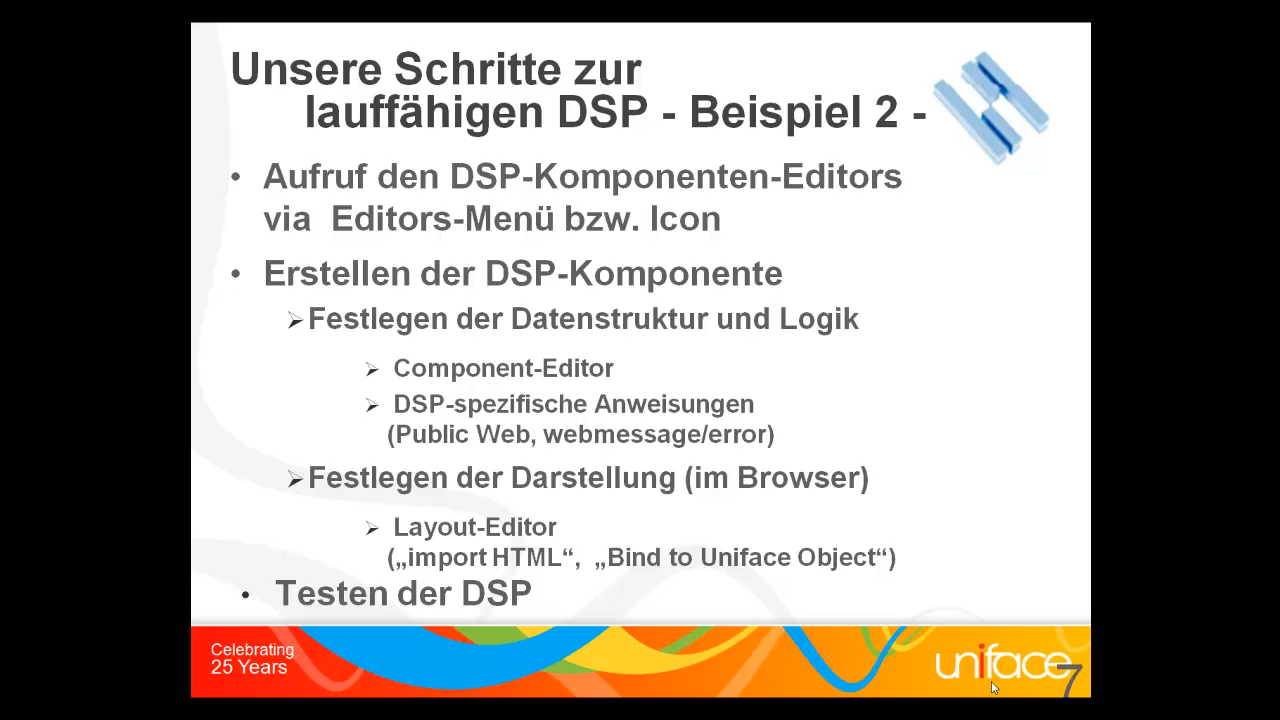 Unsere Schritte zur
lauffähigen DSP - Beispiel 2 -
• Aufruf den DSP-Komponenten-Editors
via Editors-Menü bzw. Icon
• Erstellen der DSP-Komponente
➢Festlegen der Datenstruktur und Logik
➢ Component-Editor
➢ DSP-spezifische Anweisungen
(Public Web, webmessage/error)
➢Festlegen der Darstellung (im Browser)
➢ Layout-Editor
(„import HTML“, „Bind to Uniface Object“)
• Testen der DSP
Celebrating
25 Years
uniface
7